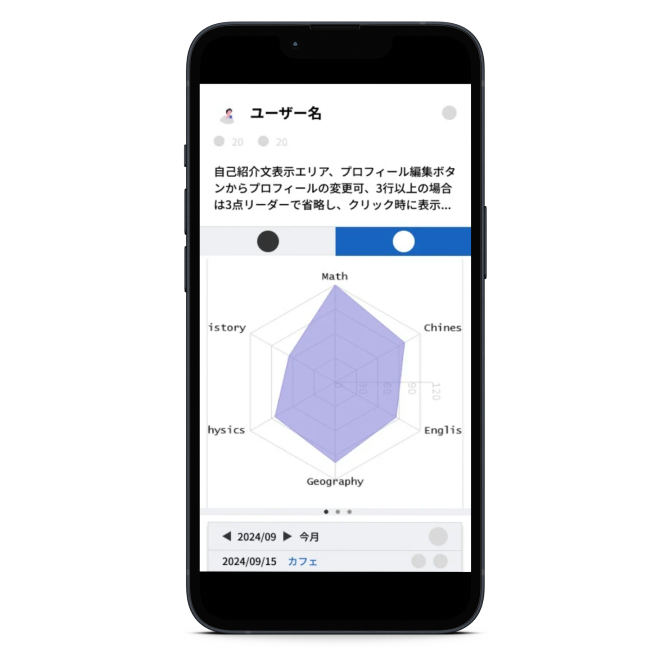 ユーザー名
20 20
自己紹介文表示エリア、プロフィール編集ボタ
ンからプロフィールの変更可、3行以上の場合
は3点リーダーで省略し、クリック時に表示...
Math
istory
Chines
90
120
hysics
Englis
Geography
◀ 2024/09 ▶ 今月
2024/09/15 カフェ